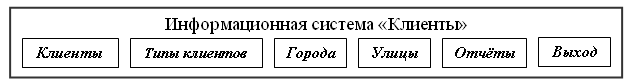 Информационная система «Клиенты»
Клиенты Типы клиентов Города Улицы Отчёты Выход